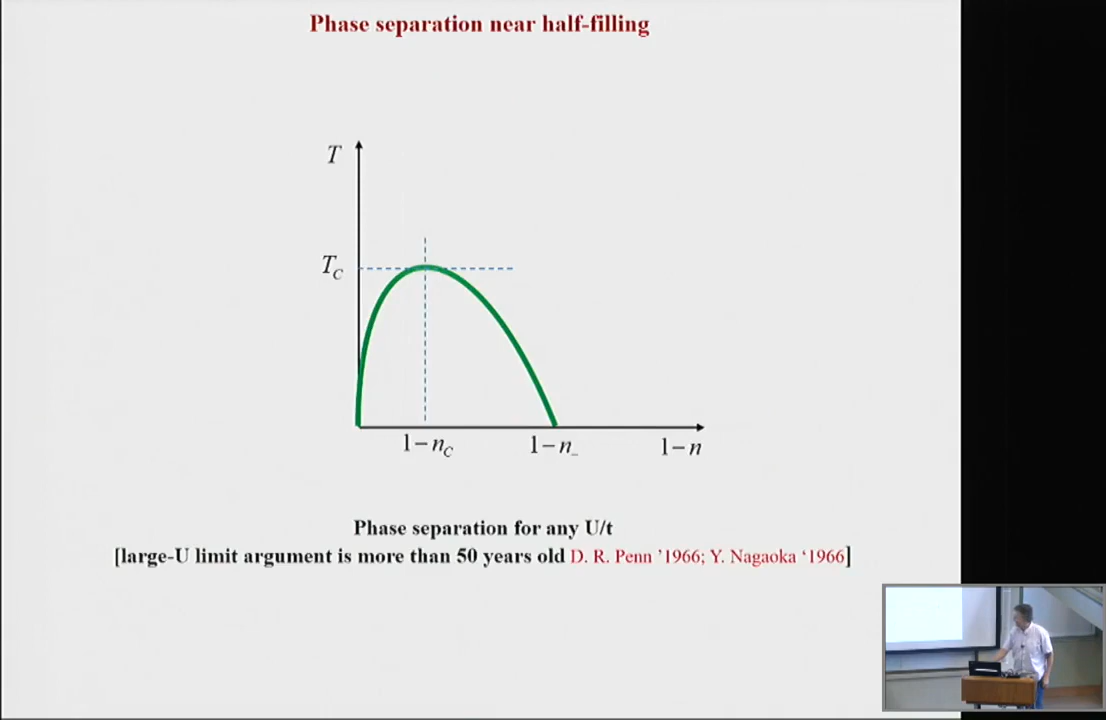 Phase separation near half-filling
T
T_C
1−n_C
1−n_−
1−n
Phase separation for any U/t
[large-U limit argument is more than 50 years old D. R. Penn ’1966; Y. Nagaoka ‘1966]